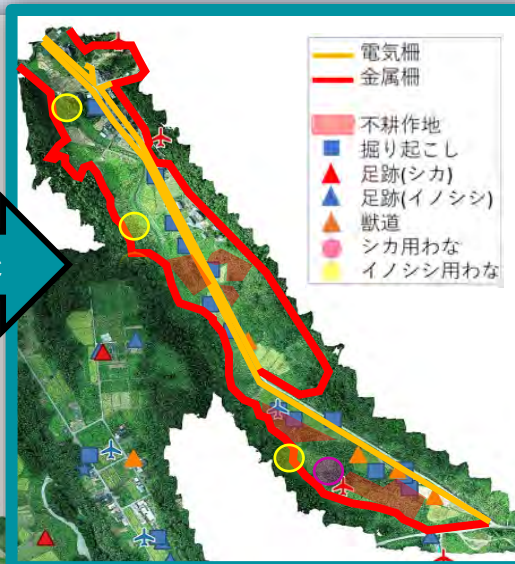 電気柵
金属柵
不耕作地
掘り起こし
足跡(シカ)
足跡(イノシシ)
獣道
シカ用わな
イノシシ用わな